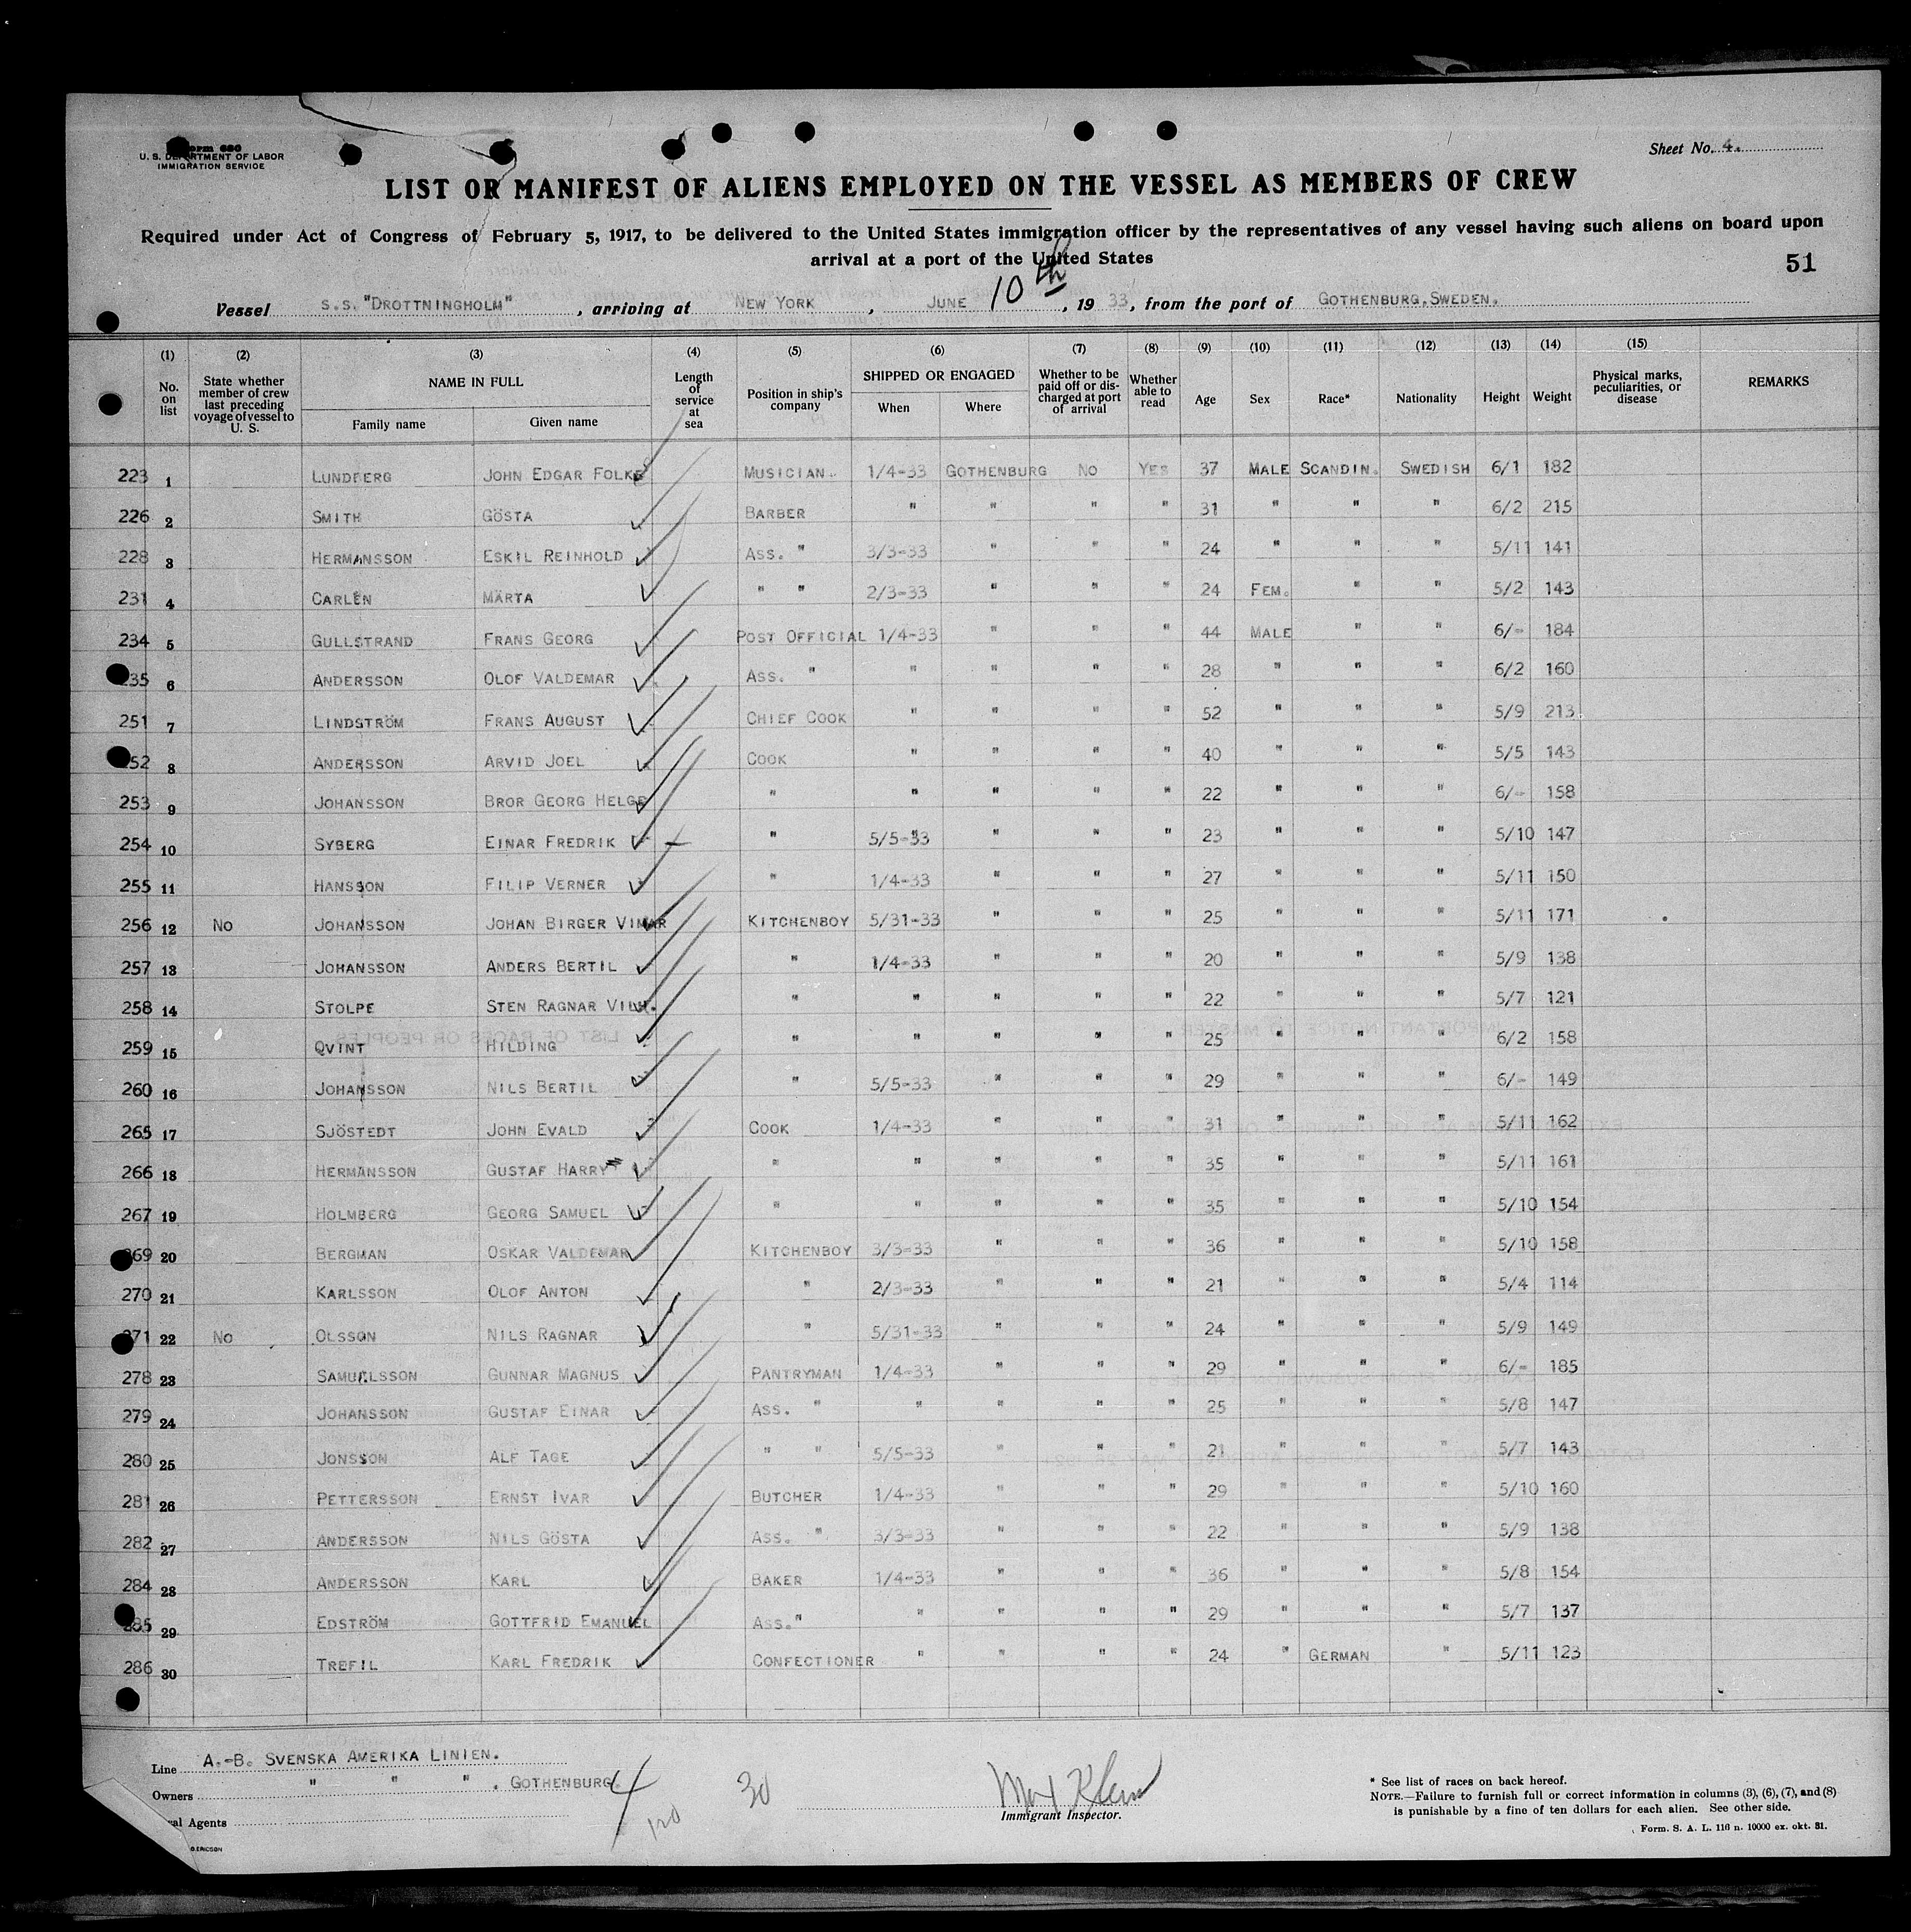 Form 680
U. S. DEPARTMENT OF LABOR
IMMIGRATION SERVICE
Sheet No. 4.
LIST OR MANIFEST OF ALIENS EMPLOYED ON THE VESSEL AS MEMBERS OF CREW
Required under Act of Congress of February 5, 1917, to be delivered to the United States immigration officer by the representatives of any vessel having such aliens on board upon
arrival at a port of the United States
51
Vessel S.S. "DROTTNINGHOLM", arriving at NEW YORK, JUNE 10th, 19 33, from the port of GOTHENBURG, SWEDEN.
(1) (2) (3) (4) (5) (6) (7) (8) (9) (10) (11) (12) (13) (14) (15)
No. on list State whether member of crew last preceding voyage of vessel to U. S. NAME IN FULL Family name Given name Length of service at sea Position in ship's company SHIPPED OR ENGAGED When Where Whether to be paid off or discharged at port of arrival Whether able to read Age Sex Race* Nationality Height Weight Physical marks, peculiarities, or disease REMARKS
223 1 LUNDBERG JOHN EDGAR FOLKE MUSICIAN. 1/4-33 GOTHENBURG NO YES 37 MALE SCANDIN. SWEDISH 6/1 182
226 2 SMITH GÖSTA BARBER " " " " 31 " " " 6/2 215
228 3 HERMANSSON ESKIL REINHOLD ASS. " 3/3-33 " " " 24 " " " 5/11 141
231 4 CARLÉN MÄRTA " " 2/3-33 " " " 24 FEM. " " 5/2 143
234 5 GULLSTRAND FRANS GEORG POST OFFICIAL 1/4-33 " " " 44 MALE " " 6/- 184
235 6 ANDERSSON OLOF VALDEMAR ASS. " " " " " 28 " " " 6/2 160
251 7 LINDSTRÖM FRANS AUGUST CHIEF COOK " " " " 52 " " " 5/9 213
252 8 ANDERSSON ARVID JOEL COOK " " " " 40 " " " 5/5 143
253 9 JOHANSSON BROR GEORG HELGE " " " " " 22 " " " 6/- 158
254 10 SYBERG EINAR FREDRIK " 5/5-33 " " " 23 " " " 5/10 147
255 11 HANSSON FILIP VERNER " 1/4-33 " " " 27 " " " 5/11 150
256 12 NO JOHANSSON JOHAN BIRGER VIMAR KITCHENBOY 5/31-33 " " " 25 " " " 5/11 171
257 13 JOHANSSON ANDERS BERTIL " 1/4-33 " " " 20 " " " 5/9 138
258 14 STOLPE STEN RAGNAR VILH. " " " " " 22 " " " 5/7 121
259 15 QVINT HILDING " " " " " 25 " " " 6/2 158
260 16 JOHANSSON NILS BERTIL " 5/5-33 " " " 29 " " " 6/- 149
265 17 SJÖSTEDT JOHN EVALD COOK 1/4-33 " " " 31 " " " 5/11 162
266 18 HERMANSSON GUSTAF HARRY " " " " " 35 " " " 5/11 161
267 19 HOLMBERG GEORG SAMUEL " " " " " 35 " " " 5/10 154
269 20 BERGMAN OSKAR VALDEMAR KITCHENBOY 3/3-33 " " " 36 " " " 5/10 158
270 21 KARLSSON OLOF ANTON " 2/3-33 " " " 21 " " " 5/4 114
271 22 NO OLSSON NILS RAGNAR " 5/31-33 " " " 24 " " " 5/9 149
278 23 SAMUELSSON GUNNAR MAGNUS PANTRYMAN 1/4-33 " " " 29 " " " 6/- 185
279 24 JOHANSSON GUSTAF EINAR ASS. " " " " " 25 " " " 5/8 147
280 25 JONSSON ALF TAGE " " 5/5-33 " " " 21 " " " 5/7 143
281 26 PETTERSSON ERNST IVAR BUTCHER 1/4-33 " " " 29 " " " 5/10 160
282 27 ANDERSSON NILS GÖSTA ASS. " 3/3-33 " " " 22 " " " 5/9 138
284 28 ANDERSSON KARL BAKER 1/4-33 " " " 36 " " " 5/8 154
285 29 EDSTRÖM GOTTFRID EMANUEL ASS." " " " " 29 " " " 5/7 137
286 30 TREFIL KARL FREDRIK CONFECTIONER " " " " 24 " GERMAN " 5/11 123
Line A.-B. SVENSKA AMERIKA LINIEN.
Owners " " " . GOTHENBURG.
4 30
Max Klein
Immigrant Inspector.
Agents
* See list of races on back hereof.
NOTE.—Failure to furnish full or correct information in columns (3), (6), (7), and (8)
is punishable by a fine of ten dollars for each alien. See other side.
Form. S. A. L. 116 n. 10000 ex. okt. 31.
ERICSON